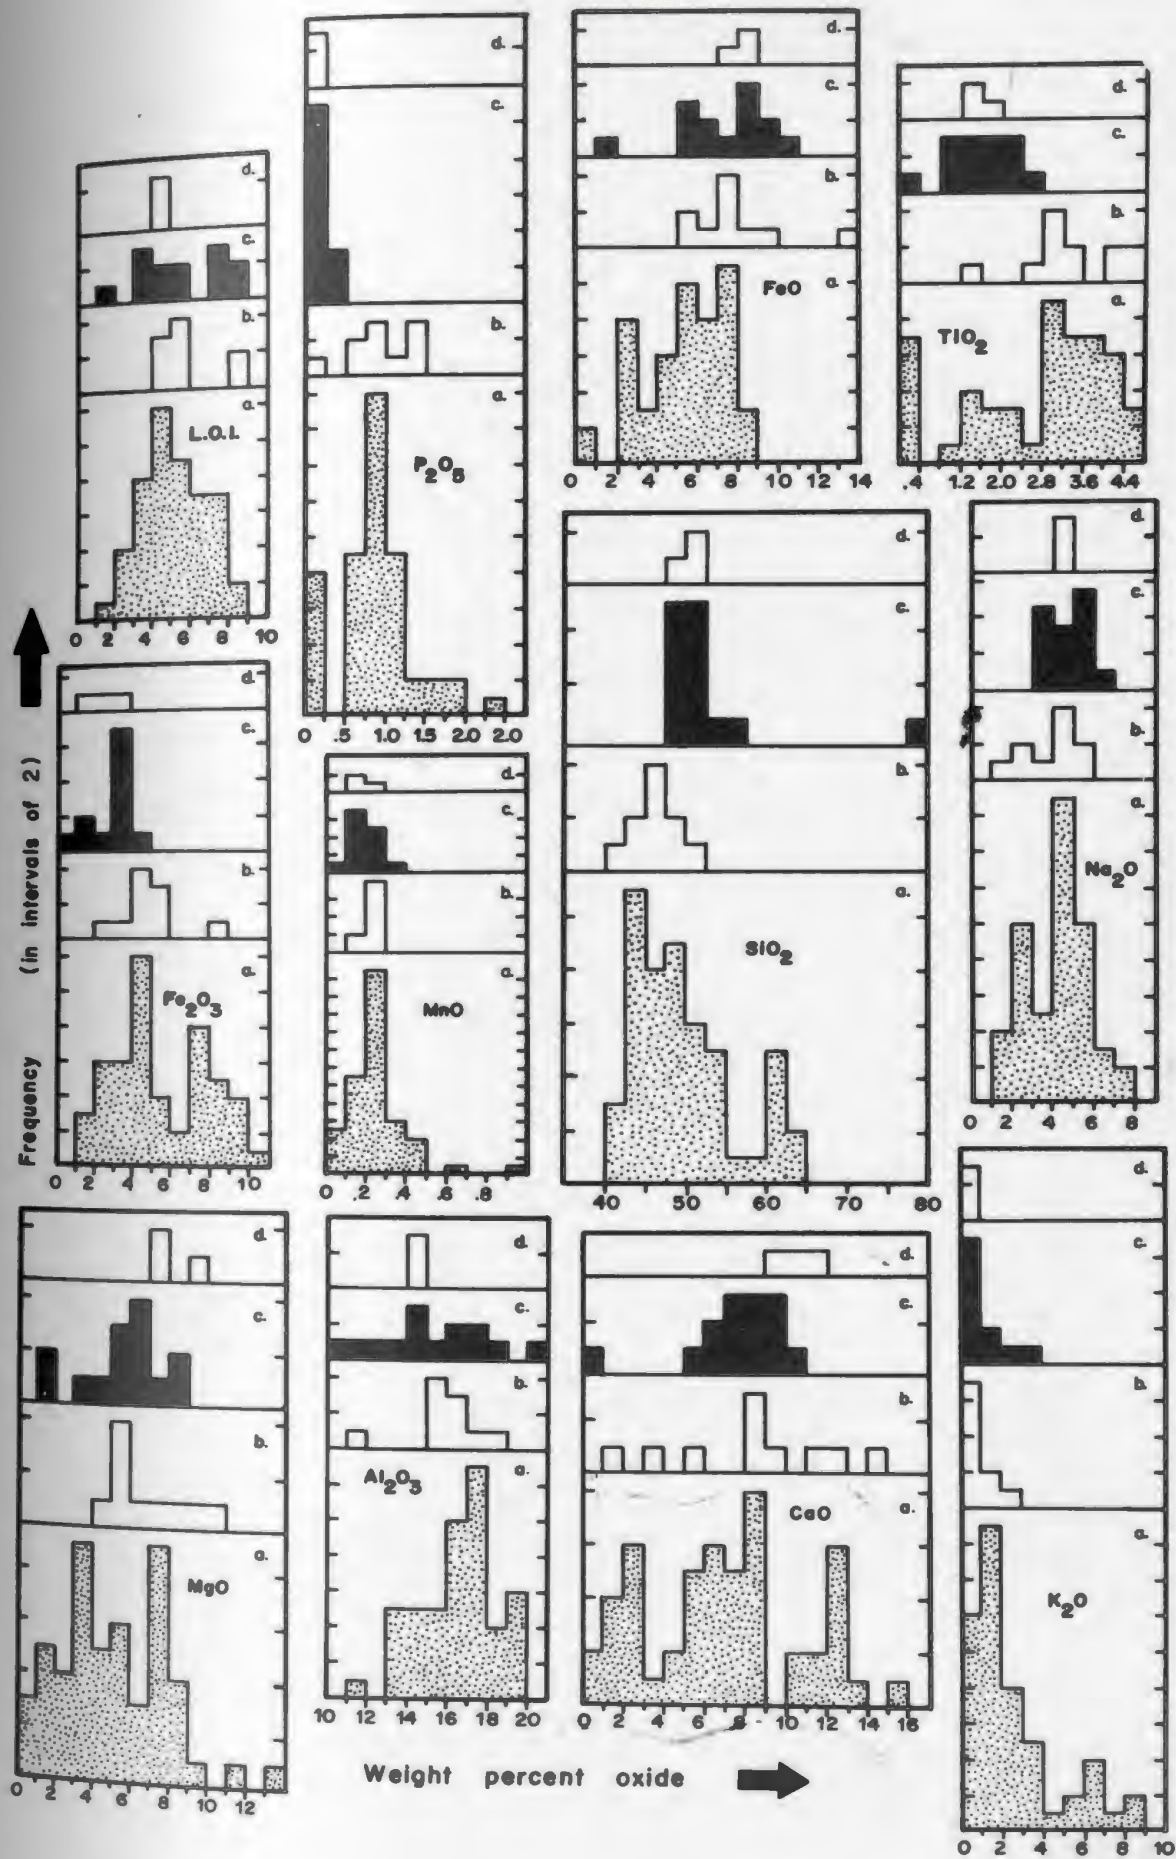 d.
c.
b.
a.
L.O.I.
0 2 4 6 8 10
d.
c.
b.
a.
P2O5
0 .5 1.0 1.5 2.0 2.0
d.
c.
b.
a.
FeO
0 2 4 6 8 10 12 14
d.
c.
b.
a.
TiO2
.4 1.2 2.0 2.8 3.6 4.4
d.
c.
b.
a.
Fe2O3
0 2 4 6 8 10
d.
c.
b.
a.
MnO
0 .2 .4 .6 .8
d.
c.
b.
a.
SiO2
40 50 60 70 80
d.
c.
b.
a.
Na2O
0 2 4 6 8
d.
c.
b.
a.
MgO
0 2 4 6 8 10 12
d.
c.
b.
a.
Al2O3
10 12 14 16 18 20
d.
c.
b.
a.
CaO
0 2 4 6 8 10 12 14 16
d.
c.
b.
a.
K2O
0 2 4 6 8 10
Frequency (in intervals of 2)
Weight percent oxide